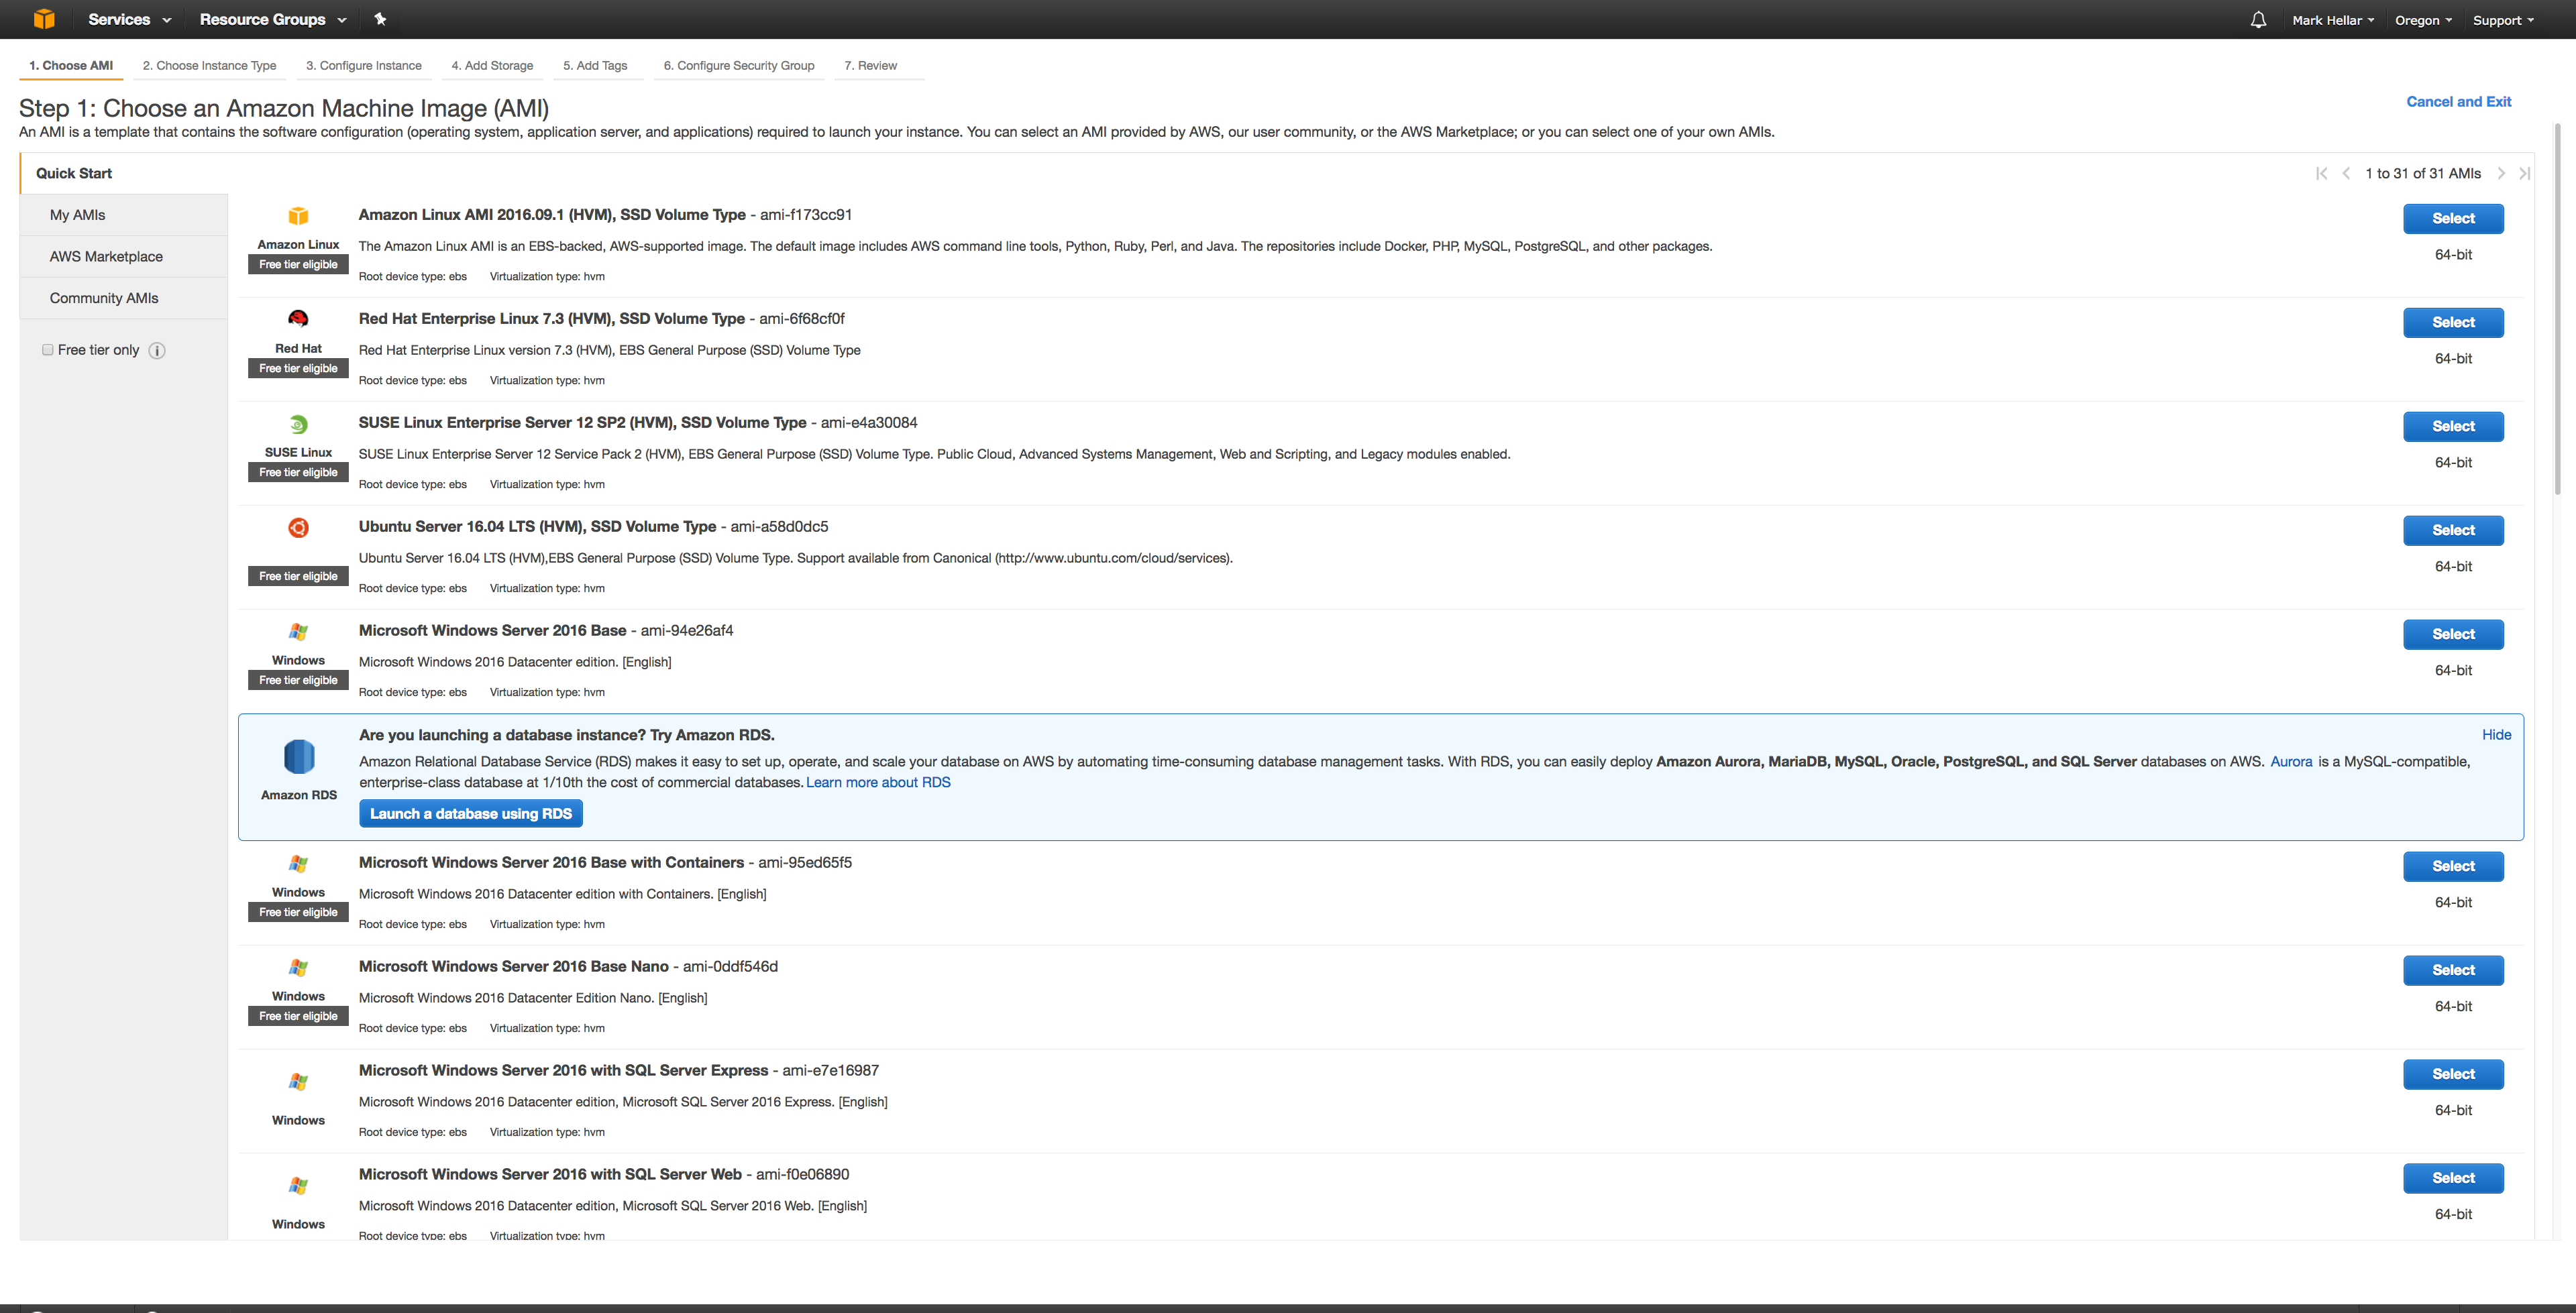 Services
Resource Groups
Mark Hellar
Oregon
Support
1. Choose AMI
2. Choose Instance Type
3. Configure Instance
4. Add Storage
5. Add Tags
6. Configure Security Group
7. Review
Step 1: Choose an Amazon Machine Image (AMI)
Cancel and Exit
An AMI is a template that contains the software configuration (operating system, application server, and applications) required to launch your instance. You can select an AMI provided by AWS, our user community, or the AWS Marketplace; or you can select one of your own AMIs.
Quick Start
1 to 31 of 31 AMIs
My AMIs
AWS Marketplace
Community AMIs
Free tier only
Amazon Linux
Free tier eligible
Amazon Linux AMI 2016.09.1 (HVM), SSD Volume Type - ami-f173cc91
The Amazon Linux AMI is an EBS-backed, AWS-supported image. The default image includes AWS command line tools, Python, Ruby, Perl, and Java. The repositories include Docker, PHP, MySQL, PostgreSQL, and other packages.
Root device type: ebs Virtualization type: hvm
Select
64-bit
Red Hat
Free tier eligible
Red Hat Enterprise Linux 7.3 (HVM), SSD Volume Type - ami-6f68cf0f
Red Hat Enterprise Linux version 7.3 (HVM), EBS General Purpose (SSD) Volume Type
Root device type: ebs Virtualization type: hvm
Select
64-bit
SUSE Linux
Free tier eligible
SUSE Linux Enterprise Server 12 SP2 (HVM), SSD Volume Type - ami-e4a30084
SUSE Linux Enterprise Server 12 Service Pack 2 (HVM), EBS General Purpose (SSD) Volume Type. Public Cloud, Advanced Systems Management, Web and Scripting, and Legacy modules enabled.
Root device type: ebs Virtualization type: hvm
Select
64-bit
Free tier eligible
Ubuntu Server 16.04 LTS (HVM), SSD Volume Type - ami-a58d0dc5
Ubuntu Server 16.04 LTS (HVM),EBS General Purpose (SSD) Volume Type. Support available from Canonical (http://www.ubuntu.com/cloud/services).
Root device type: ebs Virtualization type: hvm
Select
64-bit
Windows
Free tier eligible
Microsoft Windows Server 2016 Base - ami-94e26af4
Microsoft Windows 2016 Datacenter edition. [English]
Root device type: ebs Virtualization type: hvm
Select
64-bit
Amazon RDS
Are you launching a database instance? Try Amazon RDS.
Hide
Amazon Relational Database Service (RDS) makes it easy to set up, operate, and scale your database on AWS by automating time-consuming database management tasks. With RDS, you can easily deploy Amazon Aurora, MariaDB, MySQL, Oracle, PostgreSQL, and SQL Server databases on AWS. Aurora is a MySQL-compatible,
enterprise-class database at 1/10th the cost of commercial databases. Learn more about RDS
Launch a database using RDS
Windows
Free tier eligible
Microsoft Windows Server 2016 Base with Containers - ami-95ed65f5
Microsoft Windows 2016 Datacenter edition with Containers. [English]
Root device type: ebs Virtualization type: hvm
Select
64-bit
Windows
Free tier eligible
Microsoft Windows Server 2016 Base Nano - ami-0ddf546d
Microsoft Windows 2016 Datacenter Edition Nano. [English]
Root device type: ebs Virtualization type: hvm
Select
64-bit
Windows
Microsoft Windows Server 2016 with SQL Server Express - ami-e7e16987
Microsoft Windows 2016 Datacenter edition, Microsoft SQL Server 2016 Express. [English]
Root device type: ebs Virtualization type: hvm
Select
64-bit
Windows
Microsoft Windows Server 2016 with SQL Server Web - ami-f0e06890
Microsoft Windows 2016 Datacenter edition, Microsoft SQL Server 2016 Web. [English]
Root device type: ebs Virtualization type: hvm
Select
64-bit